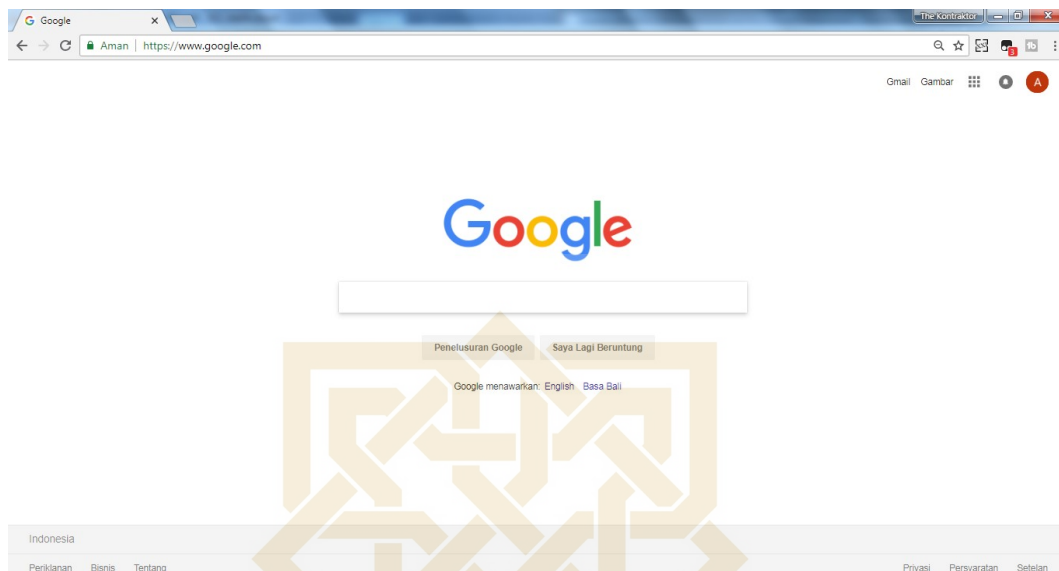 Google
The Kontraktor
Aman | https://www.google.com
3
Gmail Gambar
A
Google
Penelusuran Google Saya Lagi Beruntung
Google menawarkan: English Basa Bali
Indonesia
Periklanan Bisnis Tentang Privasi Persyaratan Setelan